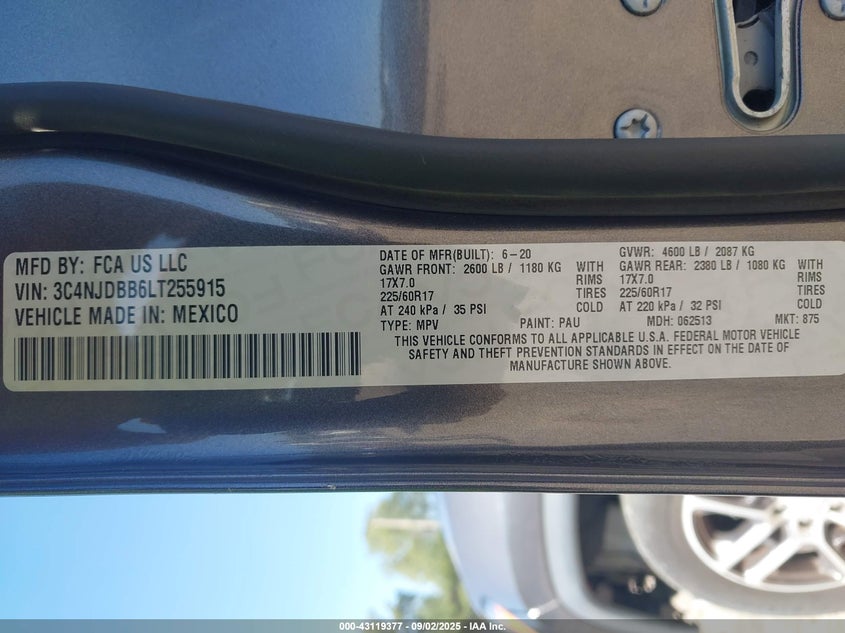 MFD BY: FCA US LLC
VIN: 3C4NJDBB6LT255915
VEHICLE MADE IN: MEXICO
DATE OF MFR(BUILT): 6-20
GAWR FRONT: 2600 LB / 1180 KG WITH
17X7.0 RIMS
225/60R17 TIRES
AT 240 kPa / 35 PSI COLD
GVWR: 4600 LB / 2087 KG
GAWR REAR: 2380 LB / 1080 KG WITH
17X7.0 RIMS
225/60R17 TIRES
AT 220 kPa / 32 PSI COLD
TYPE: MPV PAINT: PAU MDH: 062513 MKT: 875
THIS VEHICLE CONFORMS TO ALL APPLICABLE U.S.A. FEDERAL MOTOR VEHICLE
SAFETY AND THEFT PREVENTION STANDARDS IN EFFECT ON THE DATE OF
MANUFACTURE SHOWN ABOVE.
000-43119377 - 09/02/2025 - IAA Inc.